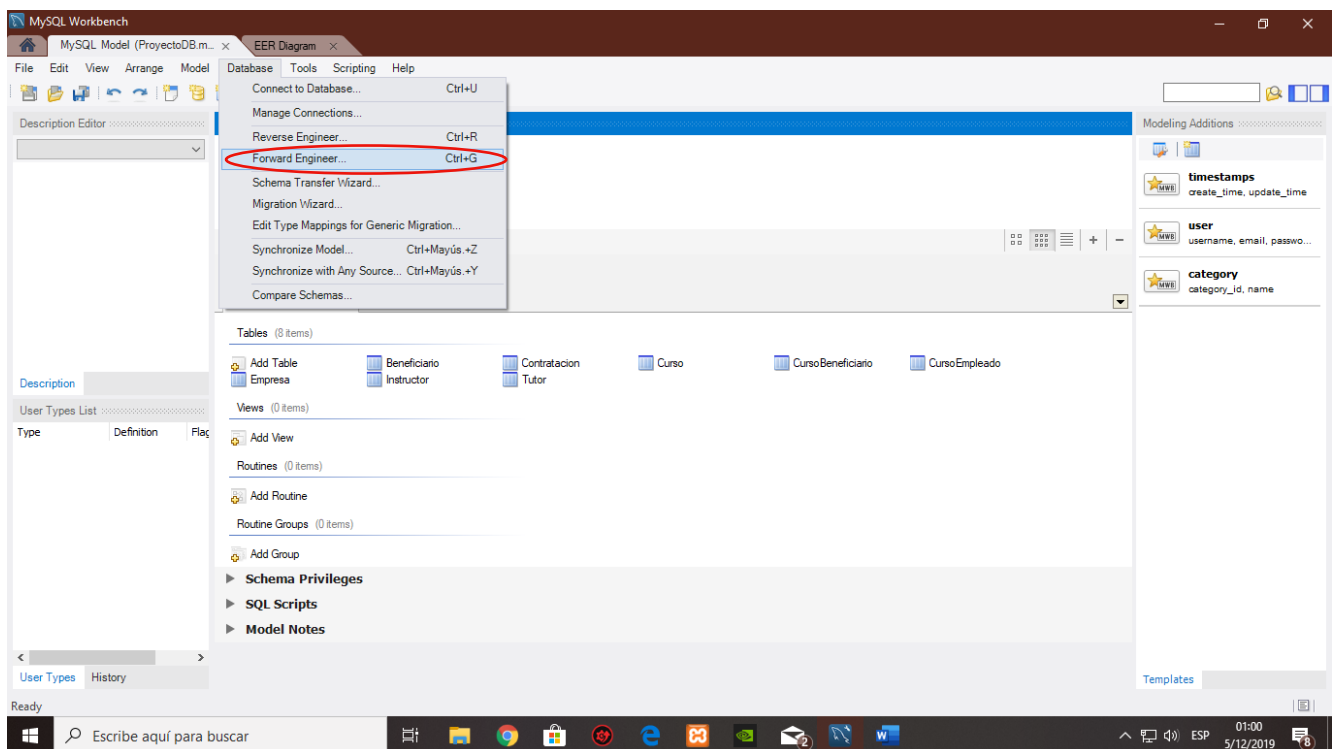 MySQL Workbench
MySQL Model (ProyectoDB.m... × EER Diagram ×
File Edit View Arrange Model Database Tools Scripting Help
Connect to Database... Ctrl+U
Manage Connections...
Reverse Engineer... Ctrl+R
Forward Engineer... Ctrl+G
Schema Transfer Wizard...
Migration Wizard...
Edit Type Mappings for Generic Migration...
Synchronize Model... Ctrl+Mayús.+Z
Synchronize with Any Source... Ctrl+Mayús.+Y
Compare Schemas...
Description Editor
Description
User Types List
Type Definition Flag
User Types History
Tables (8 items)
Add Table Beneficiario Contratacion Curso CursoBeneficiario CursoEmpleado
Empresa Instructor Tutor
Views (0 items)
Add View
Routines (0 items)
Add Routine
Routine Groups (0 items)
Add Group
Schema Privileges
SQL Scripts
Model Notes
Modeling Additions
timestamps
create_time, update_time
user
username, email, passwo...
category
category_id, name
MWB
MWB
MWB
Templates
Ready
Escribe aquí para buscar
2
ESP
01:00
5/12/2019
8